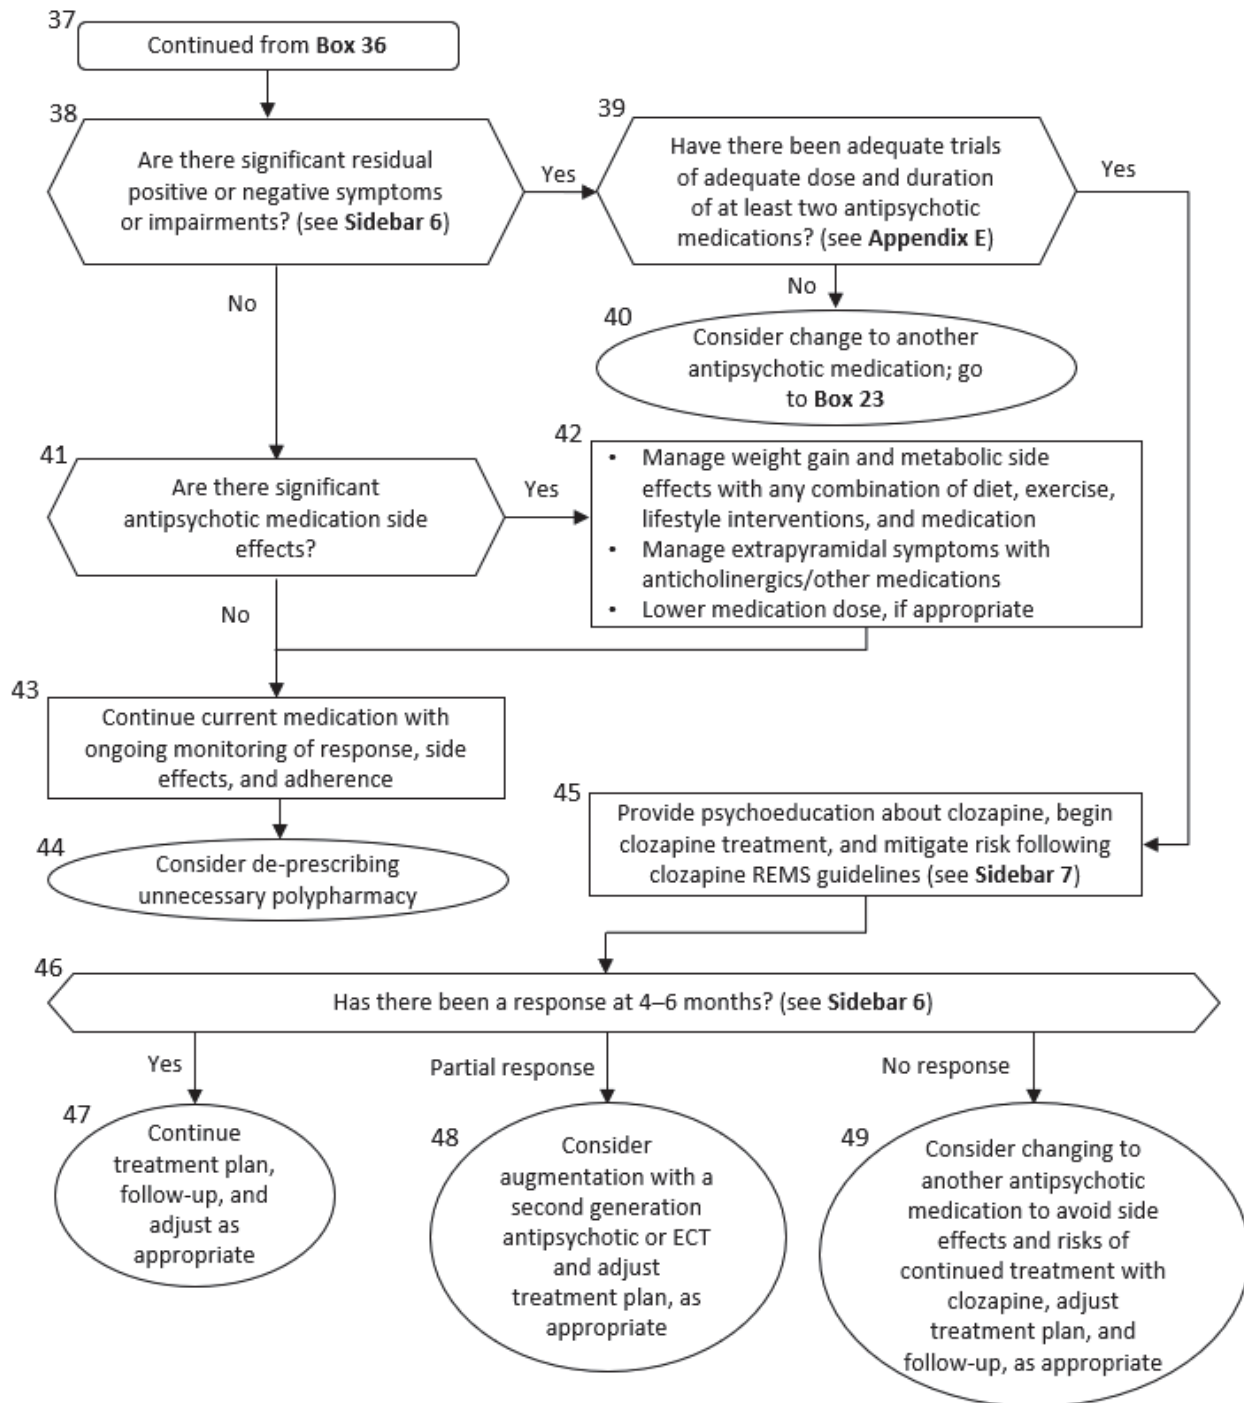 37
Continued from Box 36
38
Are there significant residual
positive or negative symptoms
or impairments? (see Sidebar 6)
Yes
39
Have there been adequate trials
of adequate dose and duration
of at least two antipsychotic
medications? (see Appendix E)
Yes
No
No
40
Consider change to another
antipsychotic medication; go
to Box 23
41
Are there significant
antipsychotic medication side
effects?
Yes
42
• Manage weight gain and metabolic side
effects with any combination of diet, exercise,
lifestyle interventions, and medication
• Manage extrapyramidal symptoms with
anticholinergics/other medications
• Lower medication dose, if appropriate
No
43
Continue current medication with
ongoing monitoring of response, side
effects, and adherence
44
Consider de-prescribing
unnecessary polypharmacy
45
Provide psychoeducation about clozapine, begin
clozapine treatment, and mitigate risk following
clozapine REMS guidelines (see Sidebar 7)
46
Has there been a response at 4–6 months? (see Sidebar 6)
Yes
Partial response
No response
47
Continue
treatment plan,
follow-up, and
adjust as
appropriate
48
Consider
augmentation with a
second generation
antipsychotic or ECT
and adjust
treatment plan, as
appropriate
49
Consider changing to
another antipsychotic
medication to avoid side
effects and risks of
continued treatment with
clozapine, adjust
treatment plan, and
follow-up, as appropriate